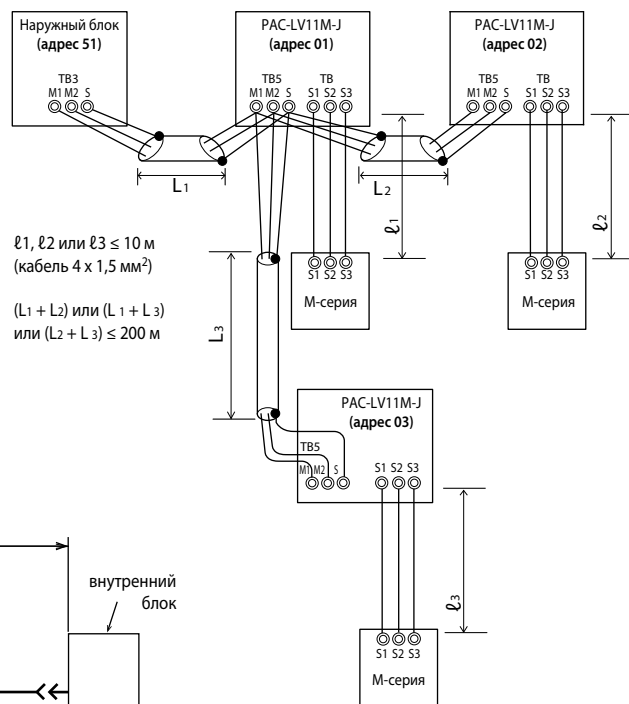 Наружный блок
(адрес 51)
TB3
M1 M2 S
PAC-LV11M-J
(адрес 01)
TB5 TB
M1 M2 S S1 S2 S3
PAC-LV11M-J
(адрес 02)
TB5 TB
M1 M2 S S1 S2 S3
L1
L2
ℓ1
ℓ2
ℓ1, ℓ2 или ℓ3 ≤ 10 м
(кабель 4 x 1,5 мм²)
(L1 + L2) или (L 1 + L 3)
или (L2 + L 3) ≤ 200 м
S1 S2 S3
М-серия
S1 S2 S3
М-серия
L3
PAC-LV11M-J
(адрес 03)
TB5
M1 M2 S S1 S2 S3
ℓ3
внутренний
блок
S1 S2 S3
М-серия